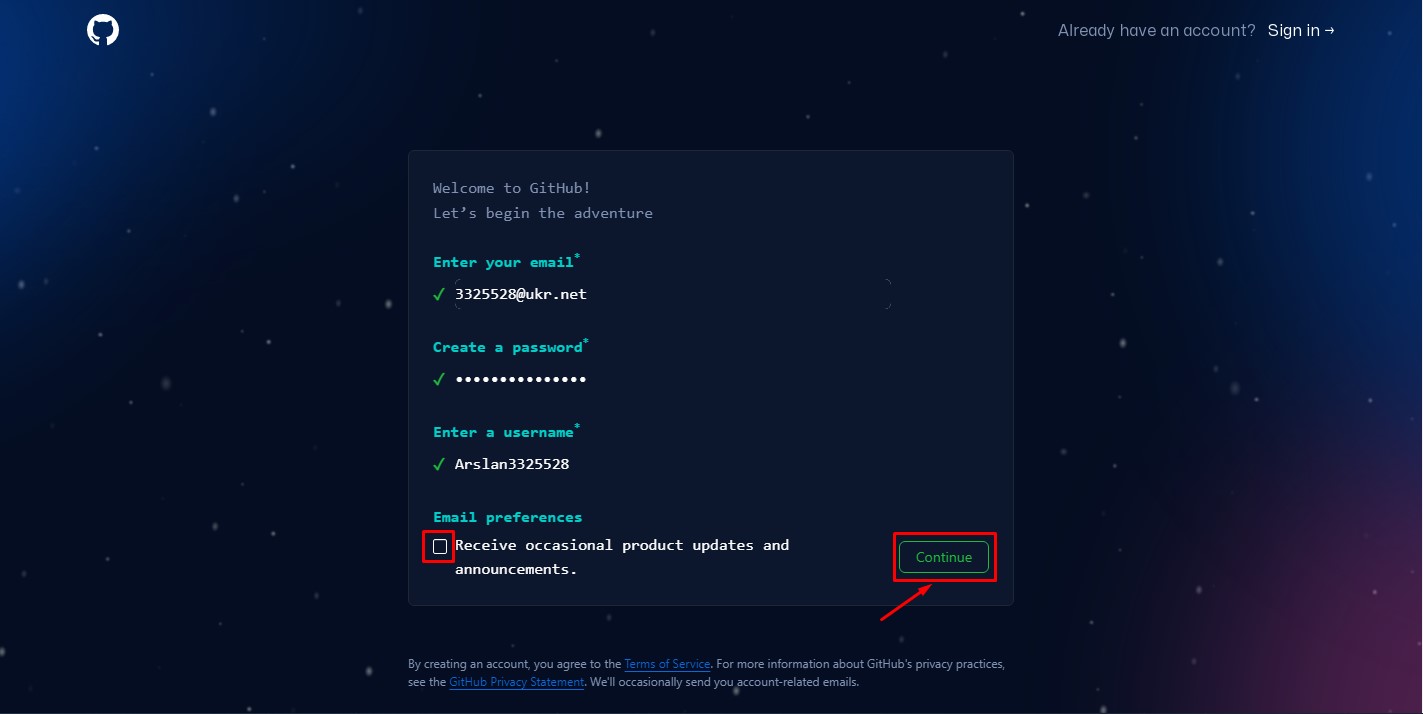 Already have an account? Sign in →
Welcome to GitHub!
Let’s begin the adventure
Enter your email*
✓ 3325528@ukr.net
Create a password*
✓ •••••••••••••••
Enter a username*
✓ Arslan3325528
Email preferences
Receive occasional product updates and
announcements.
Continue
By creating an account, you agree to the Terms of Service. For more information about GitHub's privacy practices,
see the GitHub Privacy Statement. We'll occasionally send you account-related emails.